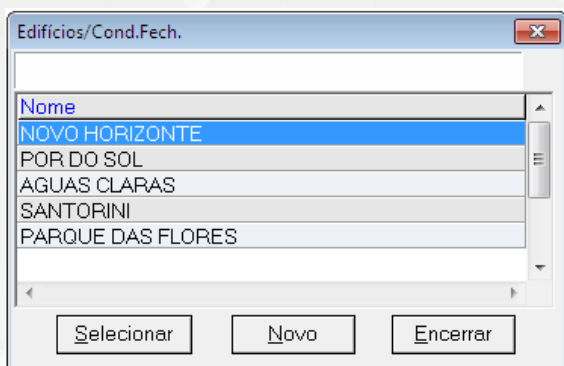 Edifícios/Cond.Fech.
Nome
NOVO HORIZONTE
POR DO SOL
AGUAS CLARAS
SANTORINI
PARQUE DAS FLORES
Selecionar Novo Encerrar